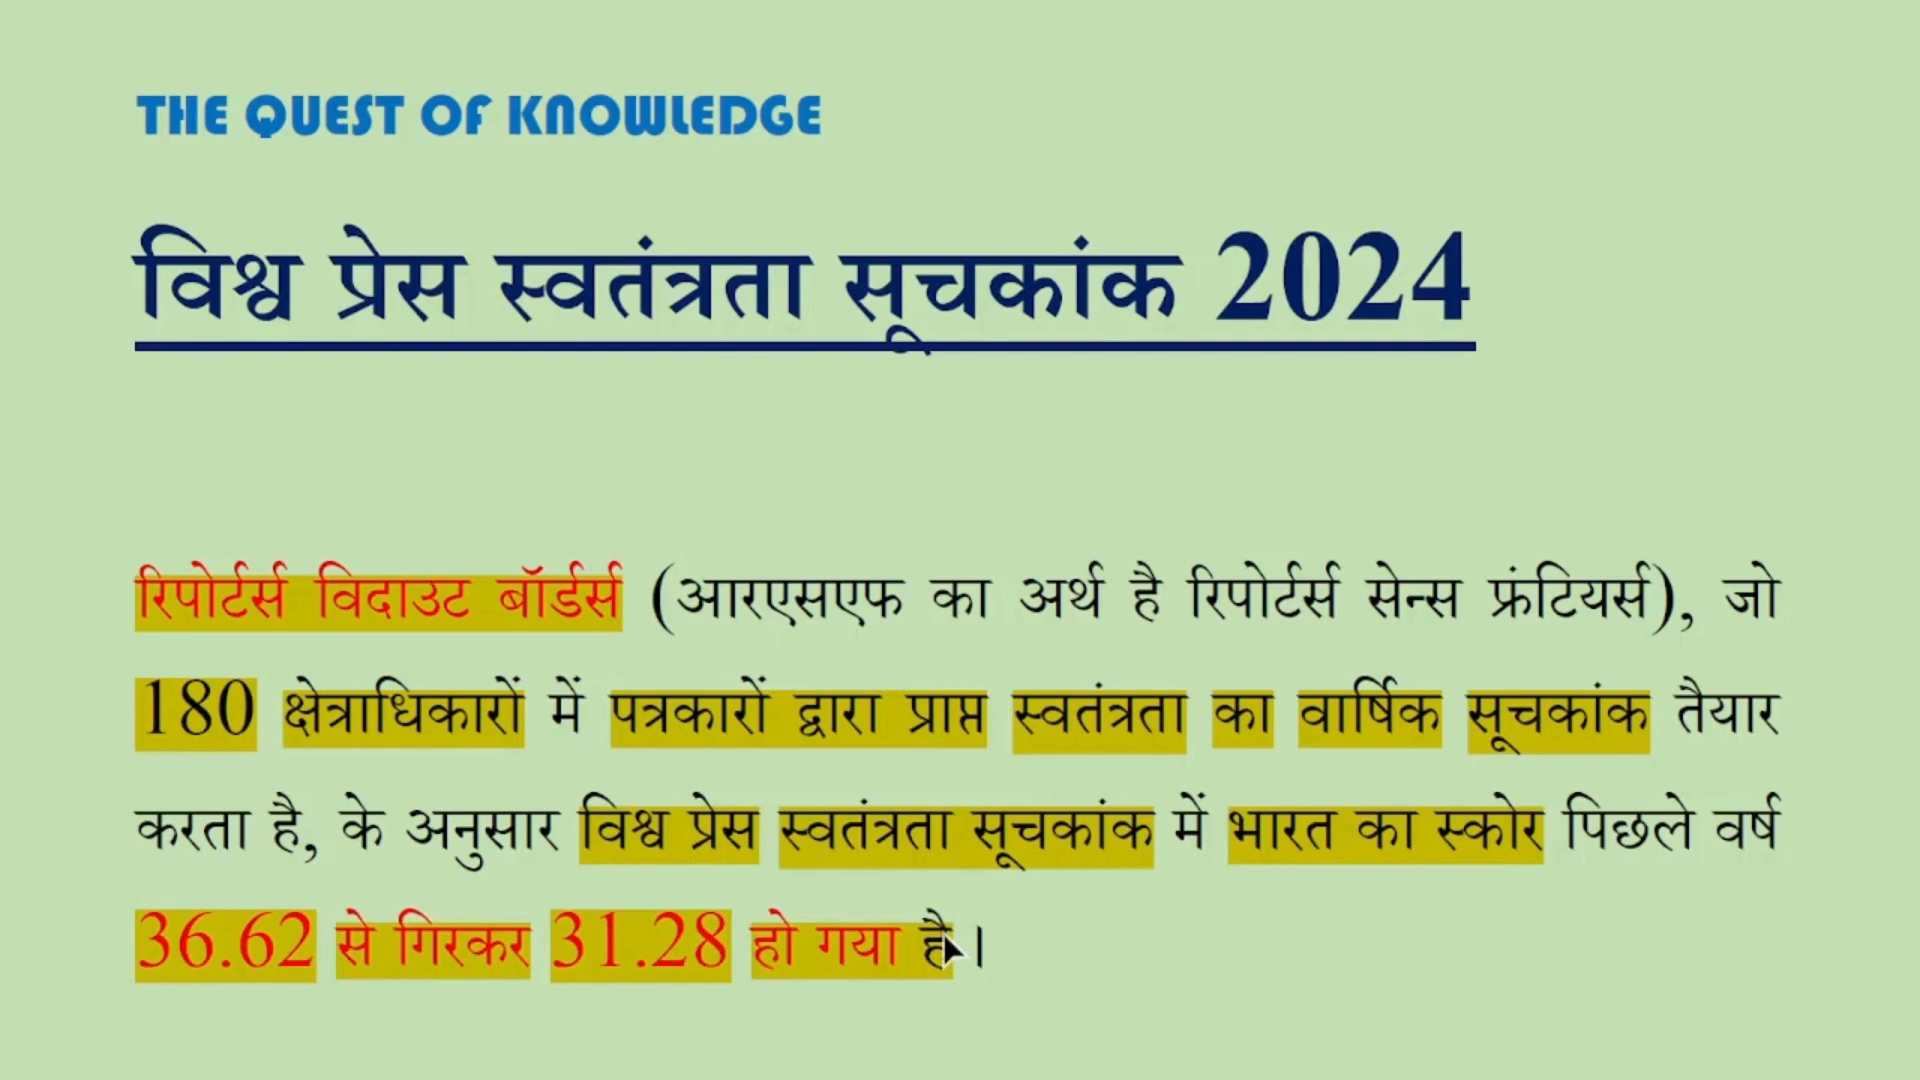 THE QUEST OF KNOWLEDGE
विश्व प्रेस स्वतंत्रता सूचकांक 2024
रिपोर्टर्स विदाउट बॉर्डर्स (आरएसएफ का अर्थ है रिपोर्टर्स सेन्स फ्रंटियर्स), जो
180 क्षेत्राधिकारों में पत्रकारों द्वारा प्राप्त स्वतंत्रता का वार्षिक सूचकांक तैयार
करता है, के अनुसार विश्व प्रेस स्वतंत्रता सूचकांक में भारत का स्कोर पिछले वर्ष
36.62 से गिरकर 31.28 हो गया है।